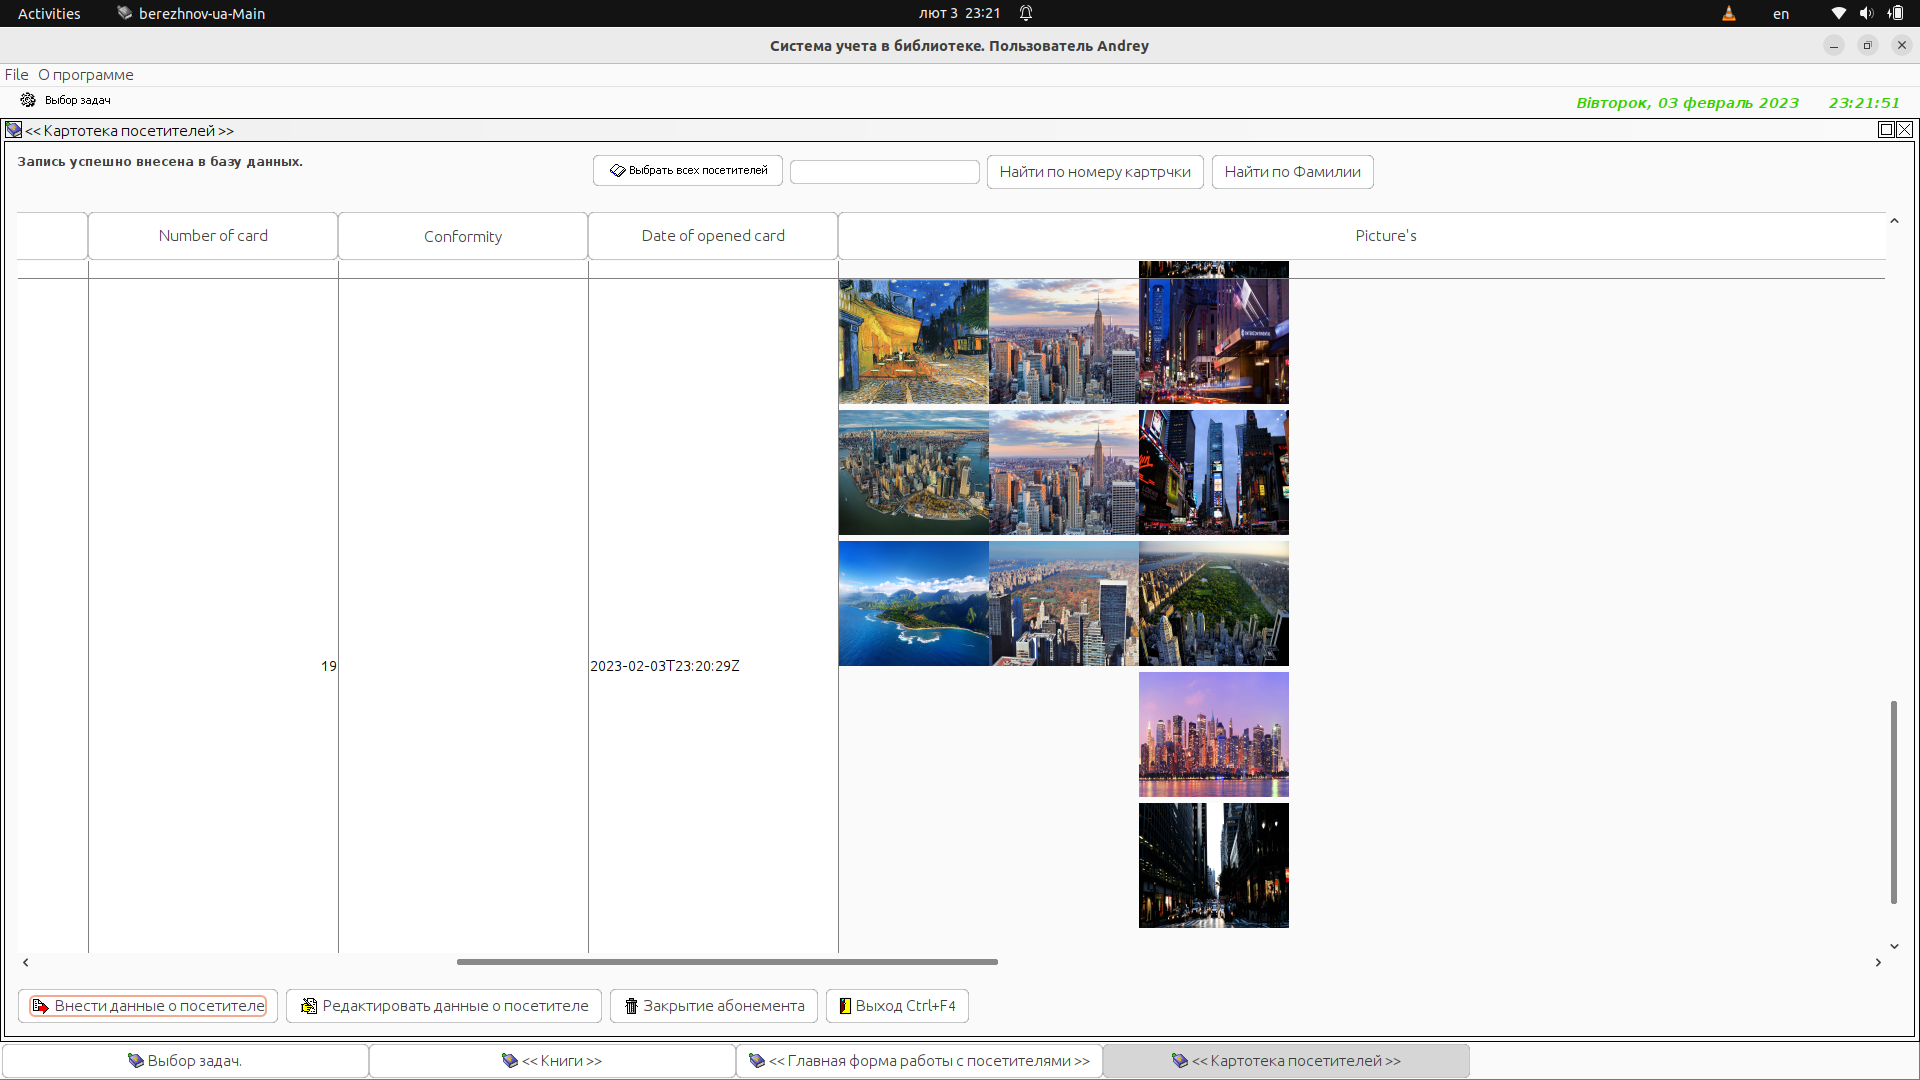 Activities berezhnov-ua-Main лют 3 23:21 en
Система учета в библиотеке. Пользователь Andrey
File О программе
Выбор задач
Вівторок, 03 февраль 2023 23:21:51
<< Картотека посетителей >>
Запись успешно внесена в базу данных.
Выбрать всех посетителей Найти по номеру картрчки Найти по Фамилии
Number of card Conformity Date of opened card Picture's
19 2023-02-03T23:20:29Z
Внести данные о посетителе Редактировать данные о посетителе Закрытие абонемента Выход Ctrl+F4
Выбор задач. << Книги >> << Главная форма работы с посетителями >> << Картотека посетителей >>